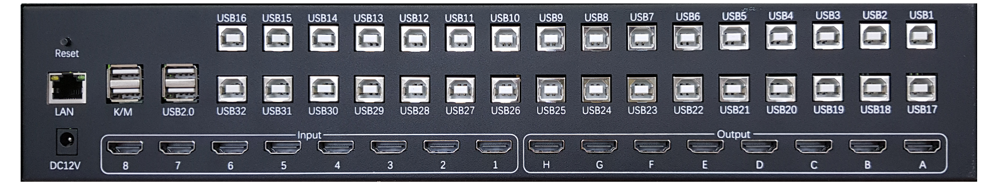 USB16 USB15 USB14 USB13 USB12 USB11 USB10 USB9 USB8 USB7 USB6 USB5 USB4 USB3 USB2 USB1
Reset
LAN K/M USB2.0 USB32 USB31 USB30 USB29 USB28 USB27 USB26 USB25 USB24 USB23 USB22 USB21 USB20 USB19 USB18 USB17
Input Output
DC12V 8 7 6 5 4 3 2 1 H G F E D C B A